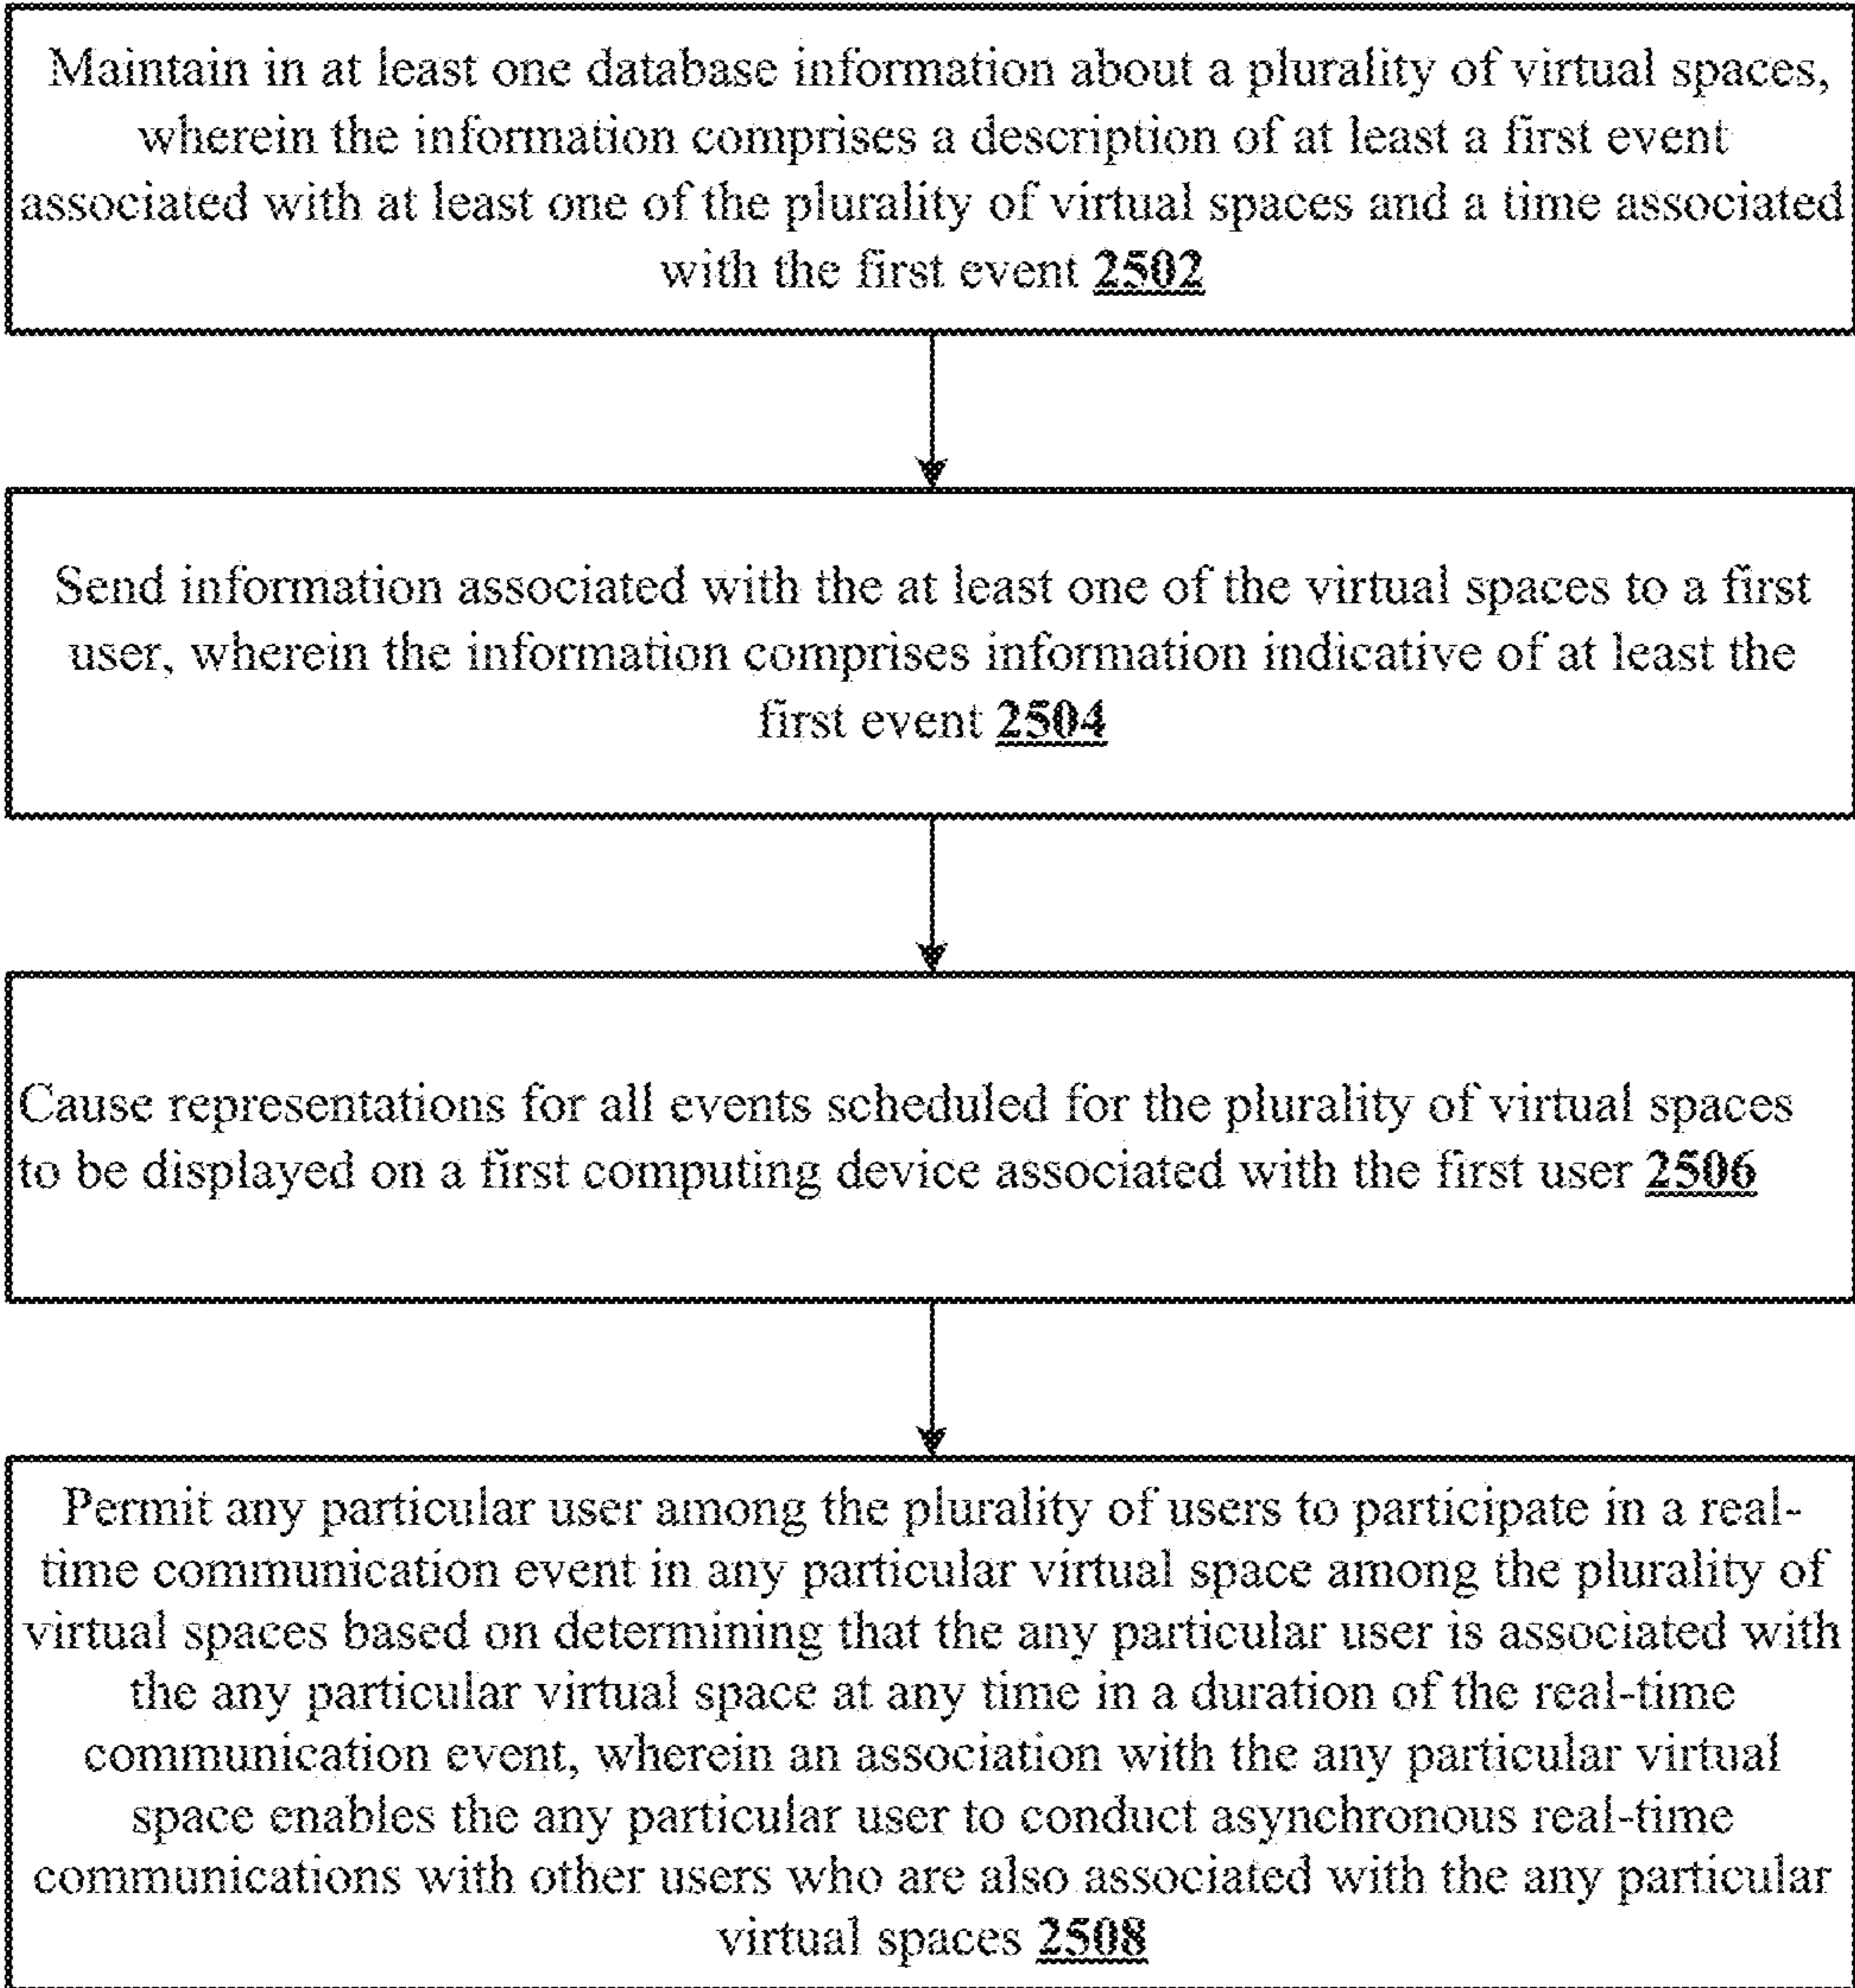 Maintain in at least one database information about a plurality of virtual spaces,
wherein the information comprises a description of at least a first event
associated with at least one of the plurality of virtual spaces and a time associated
with the first event 2502
Send information associated with the at least one of the virtual spaces to a first
user, wherein the information comprises information indicative of at least the
first event 2504
Cause representations for all events scheduled for the plurality of virtual spaces
to be displayed on a first computing device associated with the first user 2506
Permit any particular user among the plurality of users to participate in a real-
time communication event in any particular virtual space among the plurality of
virtual spaces based on determining that the any particular user is associated with
the any particular virtual space at any time in a duration of the real-time
communication event, wherein an association with the any particular virtual
space enables the any particular user to conduct asynchronous real-time
communications with other users who are also associated with the any particular
virtual spaces 2508